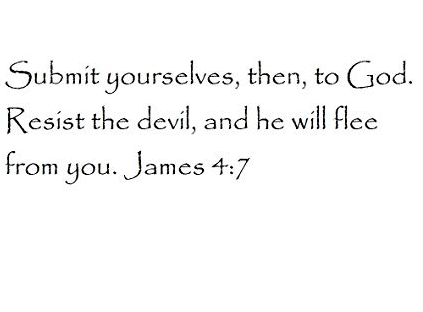 Submit yourselves, then, to God.
Resist the devil, and he will flee
from you. James 4:7